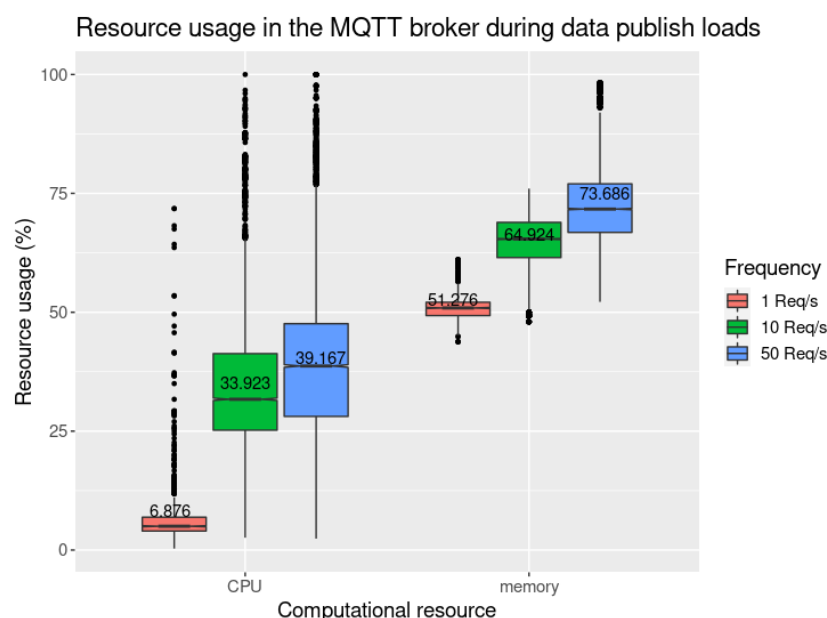 Resource usage in the MQTT broker during data publish loads
Resource usage (%)
100
75
50
25
0
6.876
33.923
39.167
51.276
64.924
73.686
CPU
memory
Computational resource
Frequency
1 Req/s
10 Req/s
50 Req/s